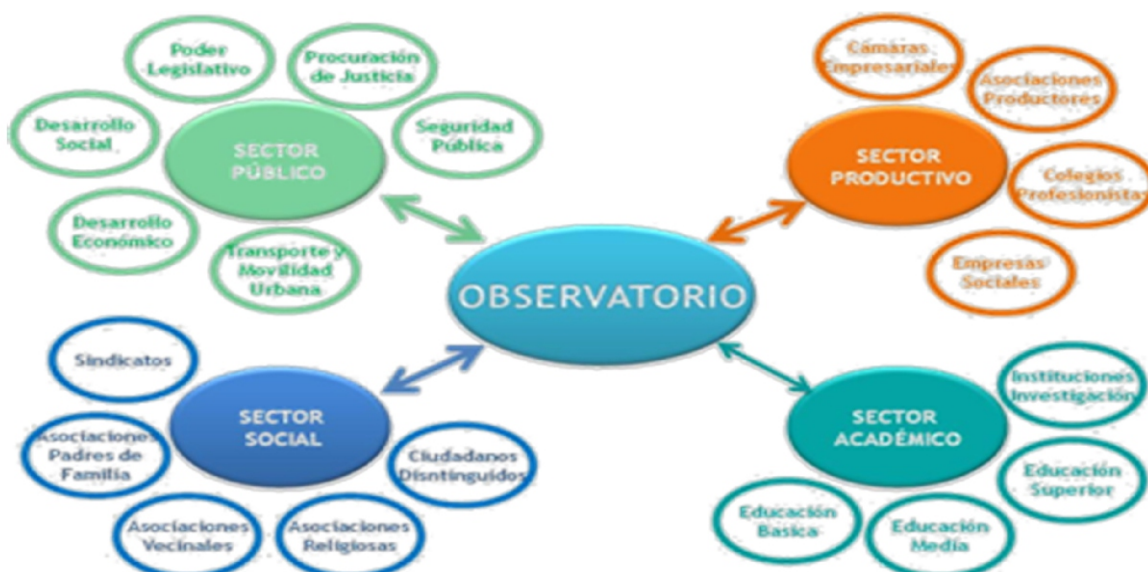 Poder
Legislativo
Procuración
de Justicia
Desarrollo
Social
Seguridad
Pública
SECTOR
PÚBLICO
Desarrollo
Económico
Transporte y
Movilidad
Urbana
Cámaras
Empresariales
Asociaciones
Productores
SECTOR
PRODUCTIVO
Colegios
Profesionistas
Empresas
Sociales
OBSERVATORIO
Sindicatos
SECTOR
SOCIAL
Asociaciones
Padres de
Familia
Ciudadanos
Disntinguidos
Asociaciones
Vecinales
Asociaciones
Religiosas
Instituciones
Investigación
SECTOR
ACADÉMICO
Educación
Superior
Educación
Basica
Educación
Media